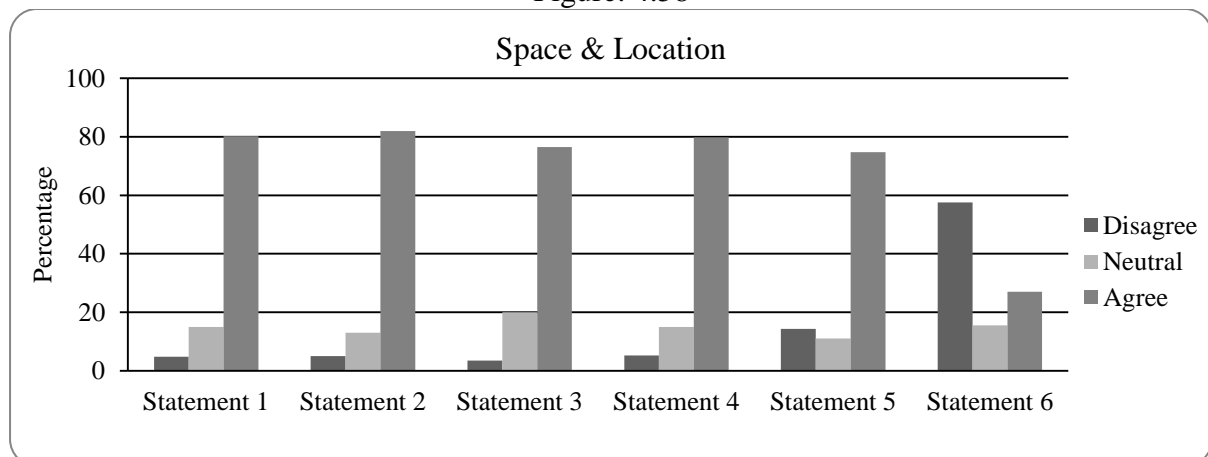 Space & Location
100
80
60
40
20
0
Percentage
Statement 1 Statement 2 Statement 3 Statement 4 Statement 5 Statement 6
Disagree
Neutral
Agree